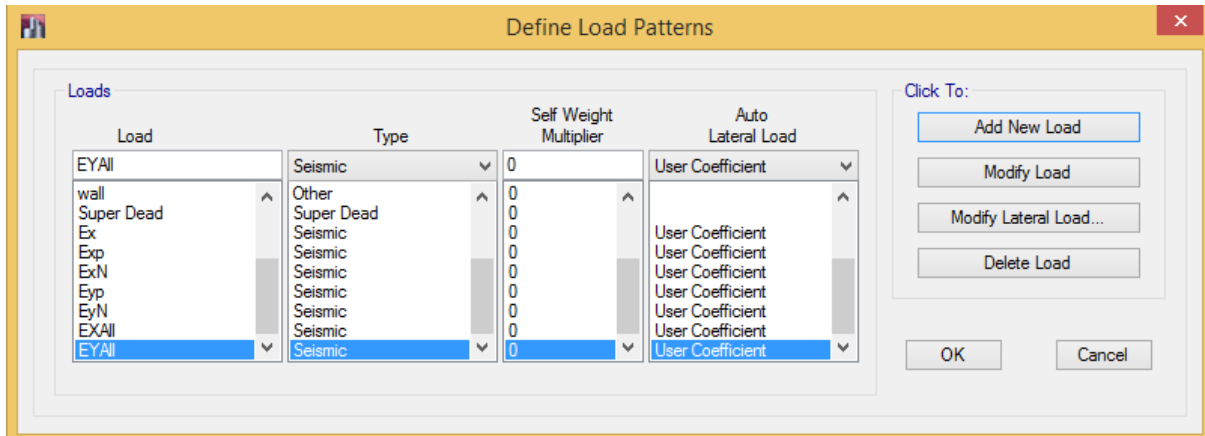 Define Load Patterns
Loads
Click To:
Load Type Self Weight Multiplier Auto Lateral Load
EYAll Seismic 0 User Coefficient
wall Other 0
Super Dead Super Dead 0
Ex Seismic 0 User Coefficient
Exp Seismic 0 User Coefficient
ExN Seismic 0 User Coefficient
Eyp Seismic 0 User Coefficient
EyN Seismic 0 User Coefficient
EXAll Seismic 0 User Coefficient
EYAll Seismic 0 User Coefficient
Add New Load
Modify Load
Modify Lateral Load...
Delete Load
OK Cancel